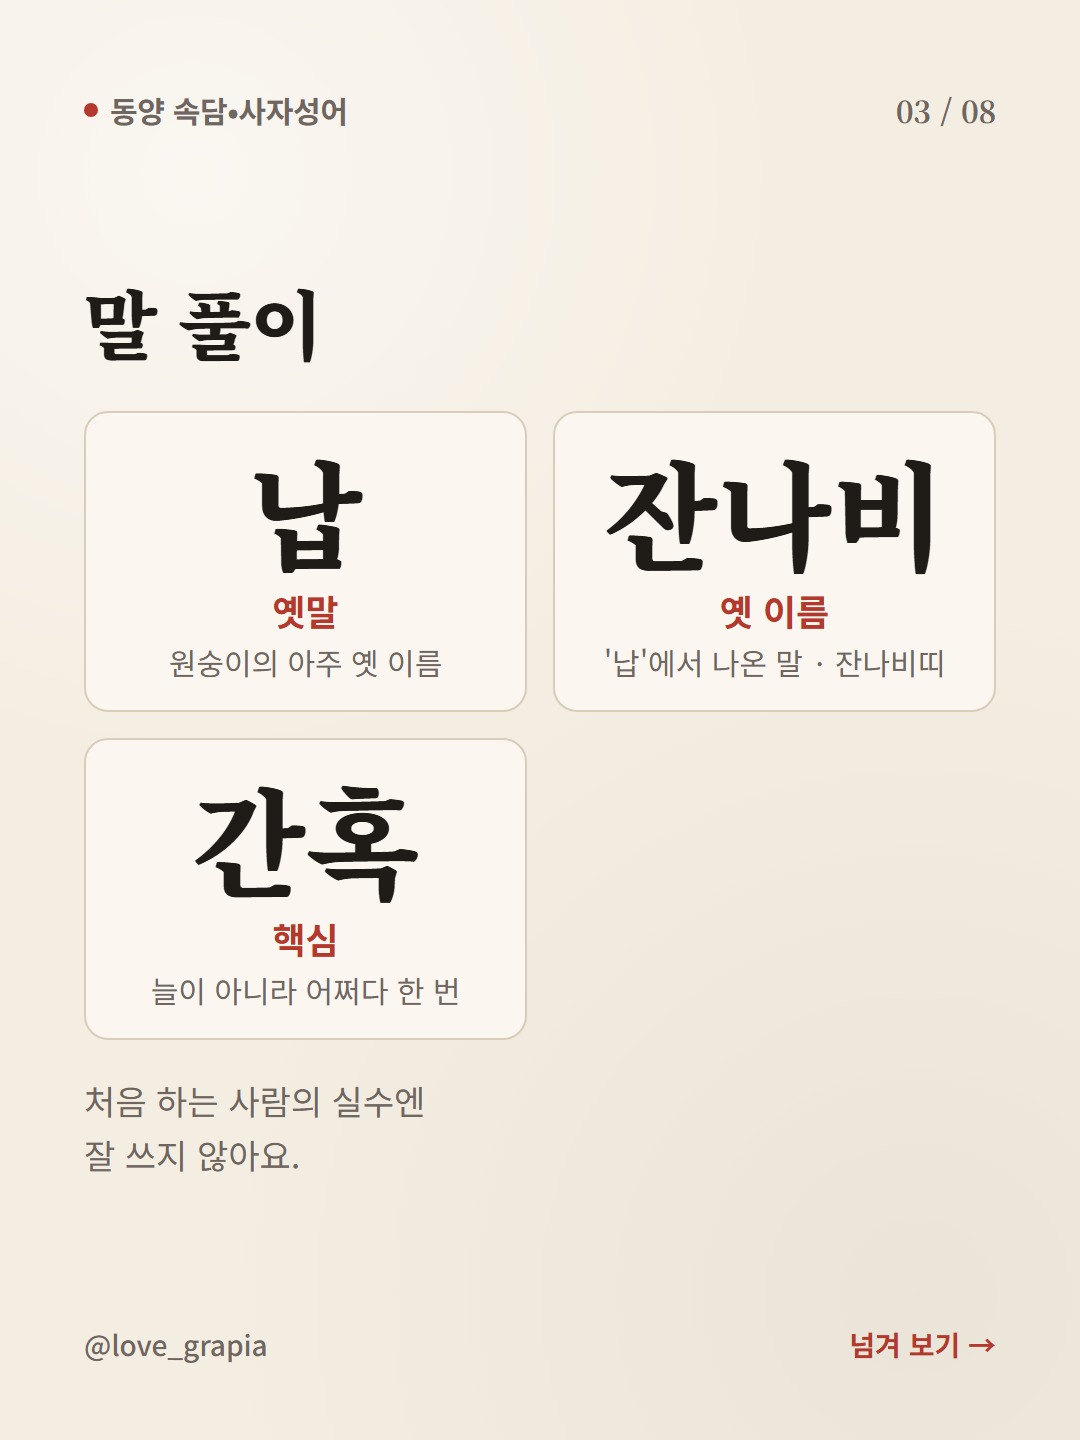 동양 속담•사자성어
03 / 08
말 풀이
납
옛말
원숭이의 아주 옛 이름
잔나비
옛 이름
'납'에서 나온 말 · 잔나비띠
간혹
핵심
늘이 아니라 어쩌다 한 번
처음 하는 사람의 실수엔
잘 쓰지 않아요.
@love_grapia
넘겨 보기 →